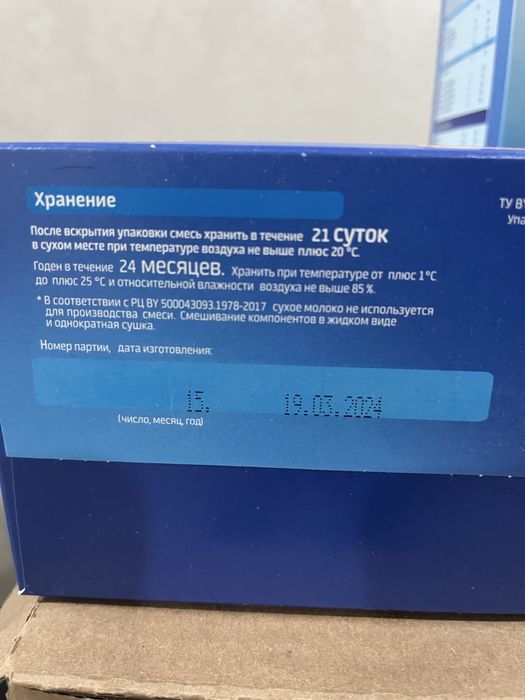 Хранение
После вскрытия упаковки смесь хранить в течение 21 суток
в сухом месте при температуре воздуха не выше плюс 20 °С.
Годен в течение 24 месяцев. Хранить при температуре от плюс 1°С
до плюс 25 °С и относительной влажности воздуха не выше 85 %.
* В соответствии с РЦ BY 500043093.1978-2017 сухое молоко не используется
для производства смеси. Смешивание компонентов в жидком виде
и однократная сушка.
Номер партии, дата изготовления:
15. 19.03.2024
(число, месяц, год)
ТУ BY
Упа